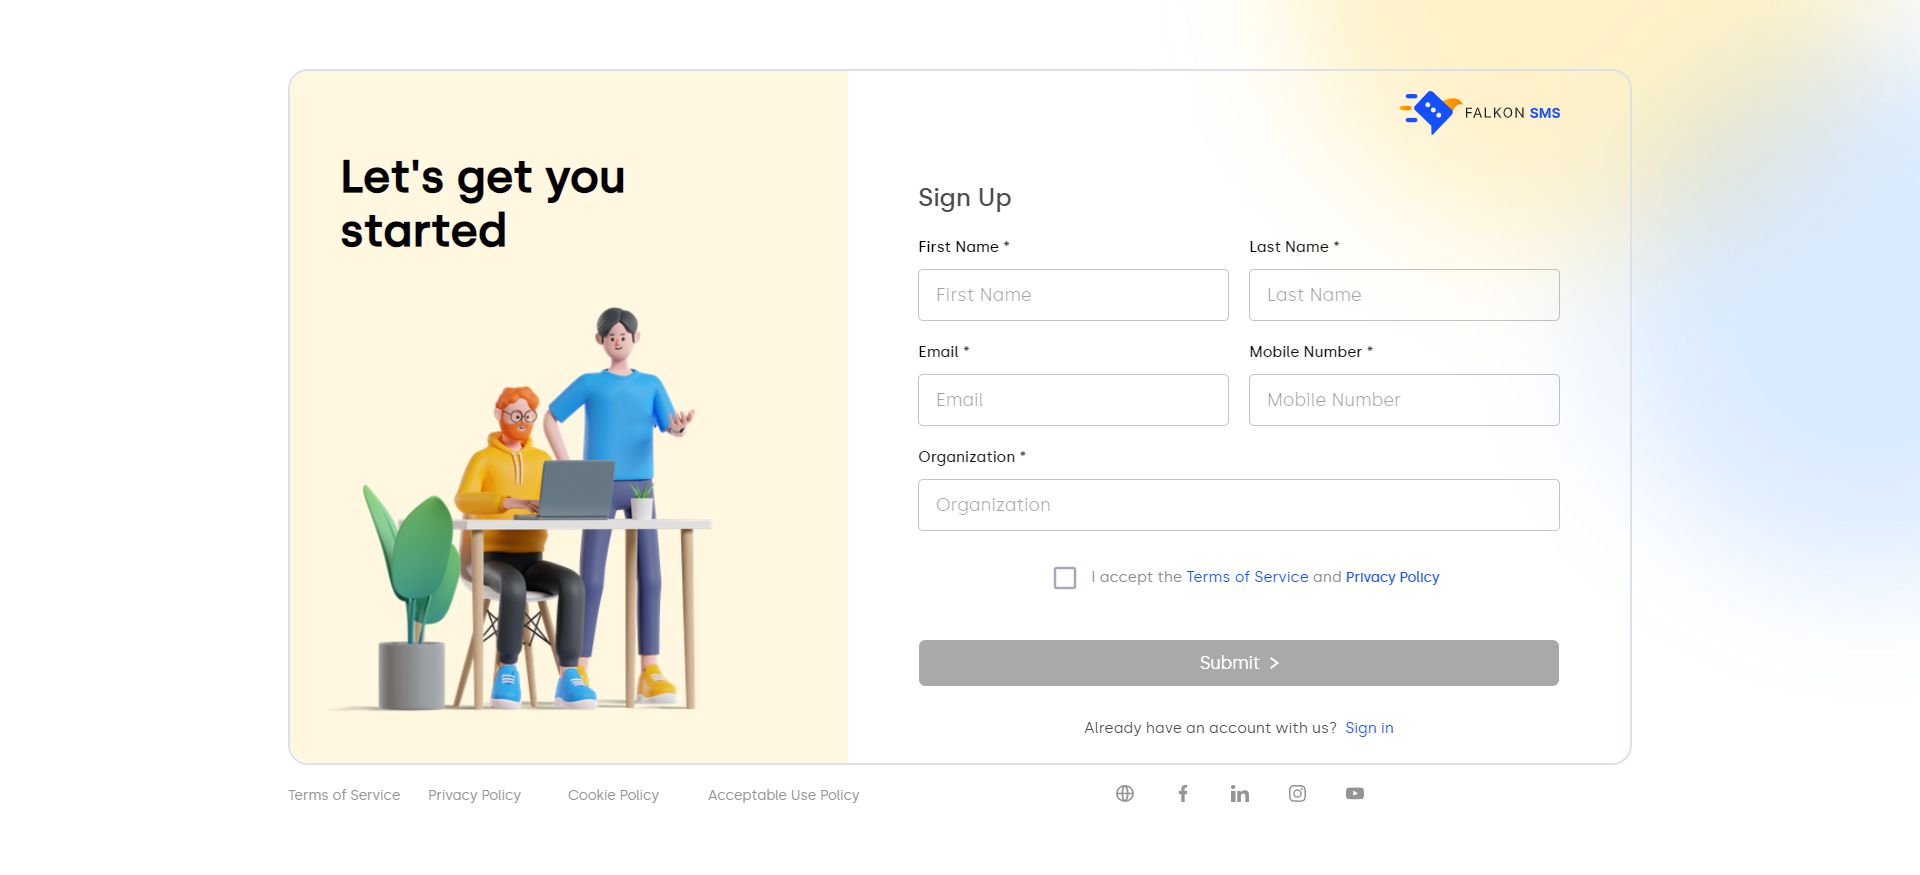 Let's get you
started
FALKON SMS
Sign Up
First Name *
Last Name *
First Name
Last Name
Email *
Mobile Number *
Email
Mobile Number
Organization *
Organization
I accept the Terms of Service and Privacy Policy
Submit >
Already have an account with us? Sign in
Terms of Service
Privacy Policy
Cookie Policy
Acceptable Use Policy